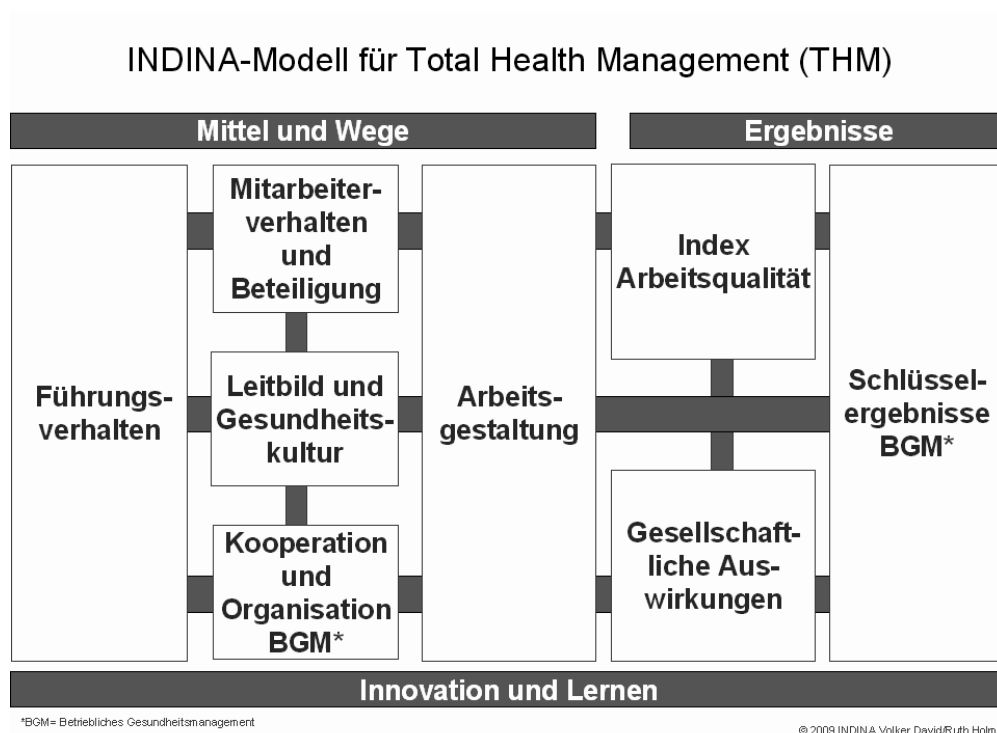 INDINA-Modell für Total Health Management (THM)
Mittel und Wege
Ergebnisse
Führungs-
verhalten
Mitarbeiter-
verhalten
und
Beteiligung
Leitbild und
Gesundheits-
kultur
Kooperation
und
Organisation
BGM*
Arbeits-
gestaltung
Index
Arbeitsqualität
Gesellschaft-
liche Aus-
wirkungen
Schlüssel-
ergebnisse
BGM*
Innovation und Lernen
*BGM= Betriebliches Gesundheitsmanagement
© 2009 INDINA Volker David/Ruth Holm